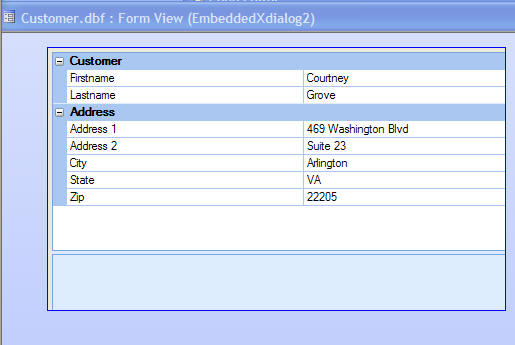 Customer.dbf : Form View (EmbeddedXdialog2)
Customer
Firstname Courtney
Lastname Grove
Address
Address 1 469 Washington Blvd
Address 2 Suite 23
City Arlington
State VA
Zip 22205